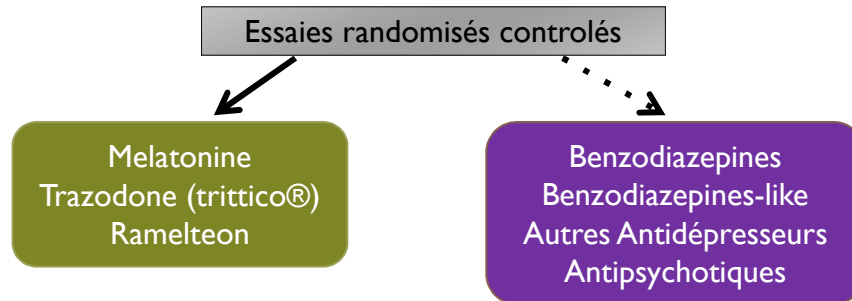 Essaies randomisés controlés
Melatonine
Trazodone (trittico®)
Ramelteon
Benzodiazepines
Benzodiazepines-like
Autres Antidépresseurs
Antipsychotiques